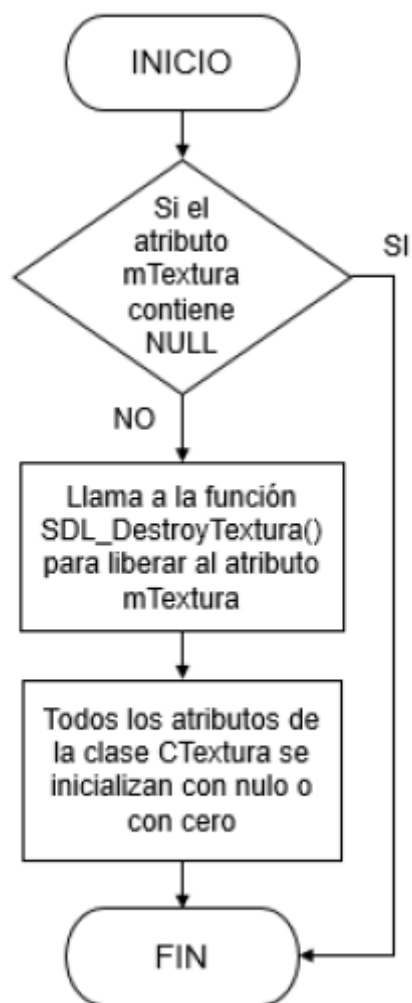 INICIO
Si el
atributo
mTextura
contiene
NULL
SI
NO
Llama a la función
SDL_DestroyTextura()
para liberar al atributo
mTextura
Todos los atributos de
la clase CTextura se
inicializan con nulo o
con cero
FIN